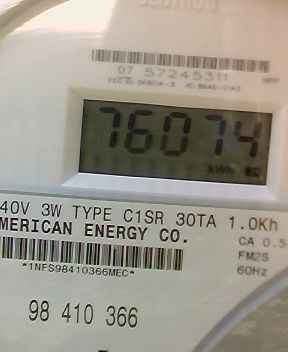 07 57245311
76074
kWh
40V 3W TYPE C1SR 30TA 1.0Kh
MERICAN ENERGY CO.
CA 0.5
FM2S
60Hz
*1NFS98410366MEC*
98 410 366